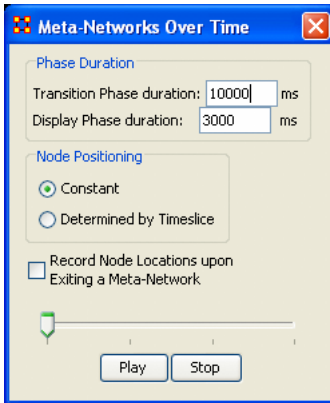 Meta-Networks Over Time
Phase Duration
Transition Phase duration: 10000 ms
Display Phase duration: 3000 ms
Node Positioning
Constant
Determined by Timeslice
Record Node Locations upon
Exiting a Meta-Network
Play Stop